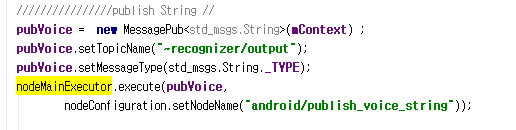 ////////////////publish String //
pubVoice =  new MessagePub<std_msgs.String>(mContext) ;
pubVoice.setTopicName("~recognizer/output");
pubVoice.setMessageType(std_msgs.String._TYPE);
nodeMainExecutor.execute(pubVoice,
        nodeConfiguration.setNodeName("android/publish_voice_string"));